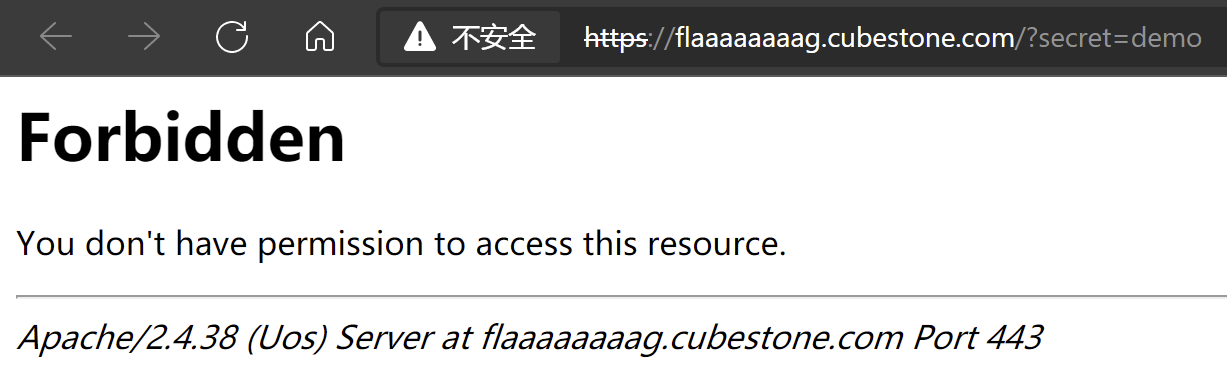 不安全 https://flaaaaaaaag.cubestone.com/?secret=demo
Forbidden
You don't have permission to access this resource.
Apache/2.4.38 (Uos) Server at flaaaaaaaag.cubestone.com Port 443